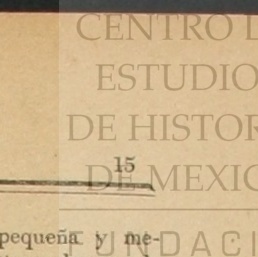 CENTRO D
ESTUDIO
DE HISTOR
15
DE MEXIC
pequeña y me-
FUNDACI